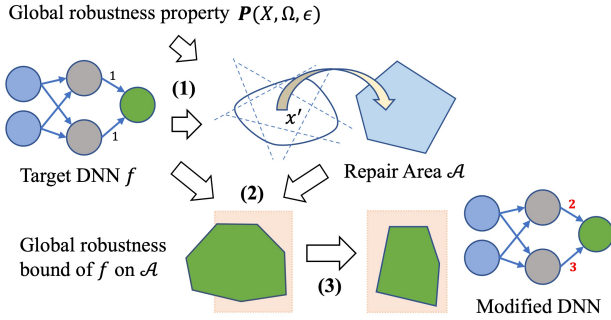 Global robustness property P(X, Ω, ϵ)
1
1
(1)
x′
Target DNN f
Repair Area 𝒜
(2)
Global robustness
bound of f on 𝒜
(3)
2
3
Modified DNN